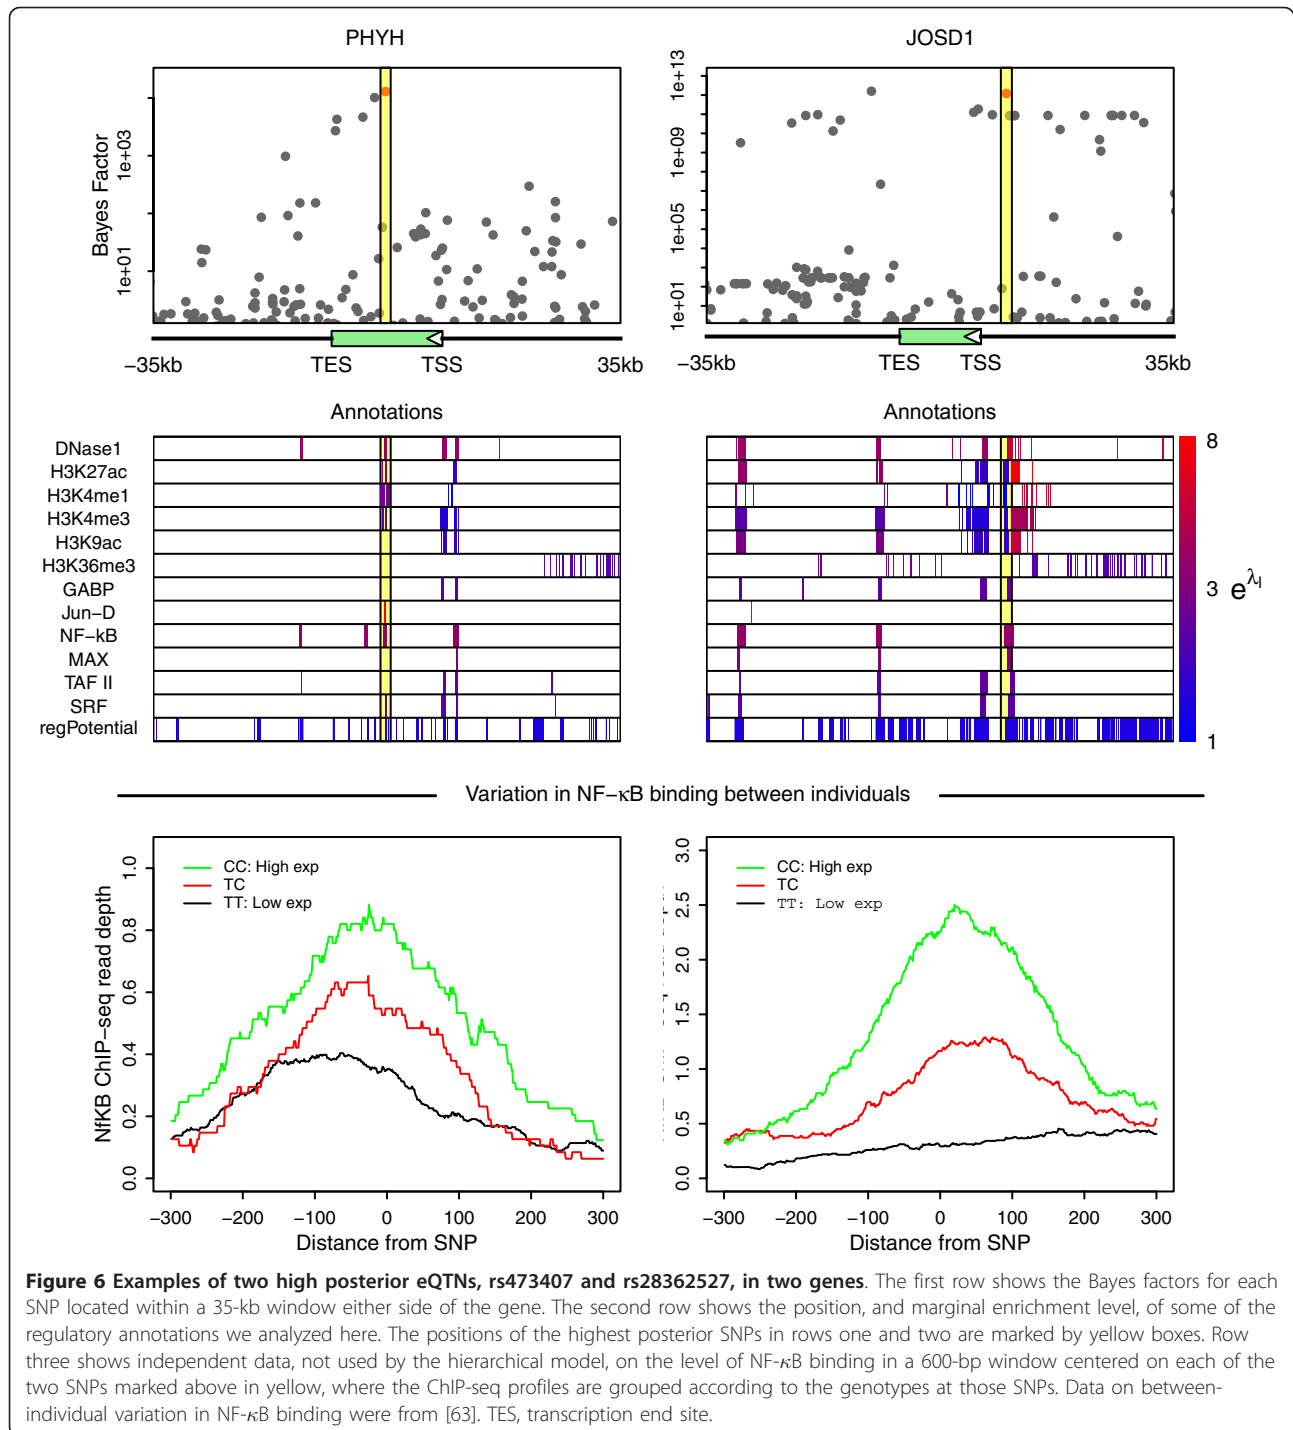 PHYH
JOSD1
Bayes Factor
1e+01
1e+03
1e+01
1e+05
1e+09
1e+13
−35kb
TES
TSS
35kb
−35kb
TES
TSS
35kb
Annotations
Annotations
DNase1
H3K27ac
H3K4me1
H3K4me3
H3K9ac
H3K36me3
GABP
Jun−D
NF−kB
MAX
TAF II
SRF
regPotential
8
3
1
e^λl
Variation in NF−κB binding between individuals
NfKB ChIP−seq read depth
0.0
0.2
0.4
0.6
0.8
1.0
CC: High exp
TC
TT: Low exp
−300
−200
−100
0
100
200
300
Distance from SNP
0.0
0.5
1.0
1.5
2.0
2.5
3.0
CC: High exp
TC
TT: Low exp
−300
−200
−100
0
100
200
300
Distance from SNP
Figure 6 Examples of two high posterior eQTNs, rs473407 and rs28362527, in two genes. The first row shows the Bayes factors for each
SNP located within a 35-kb window either side of the gene. The second row shows the position, and marginal enrichment level, of some of the
regulatory annotations we analyzed here. The positions of the highest posterior SNPs in rows one and two are marked by yellow boxes. Row
three shows independent data, not used by the hierarchical model, on the level of NF-κB binding in a 600-bp window centered on each of the
two SNPs marked above in yellow, where the ChIP-seq profiles are grouped according to the genotypes at those SNPs. Data on between-
individual variation in NF-κB binding were from [63]. TES, transcription end site.